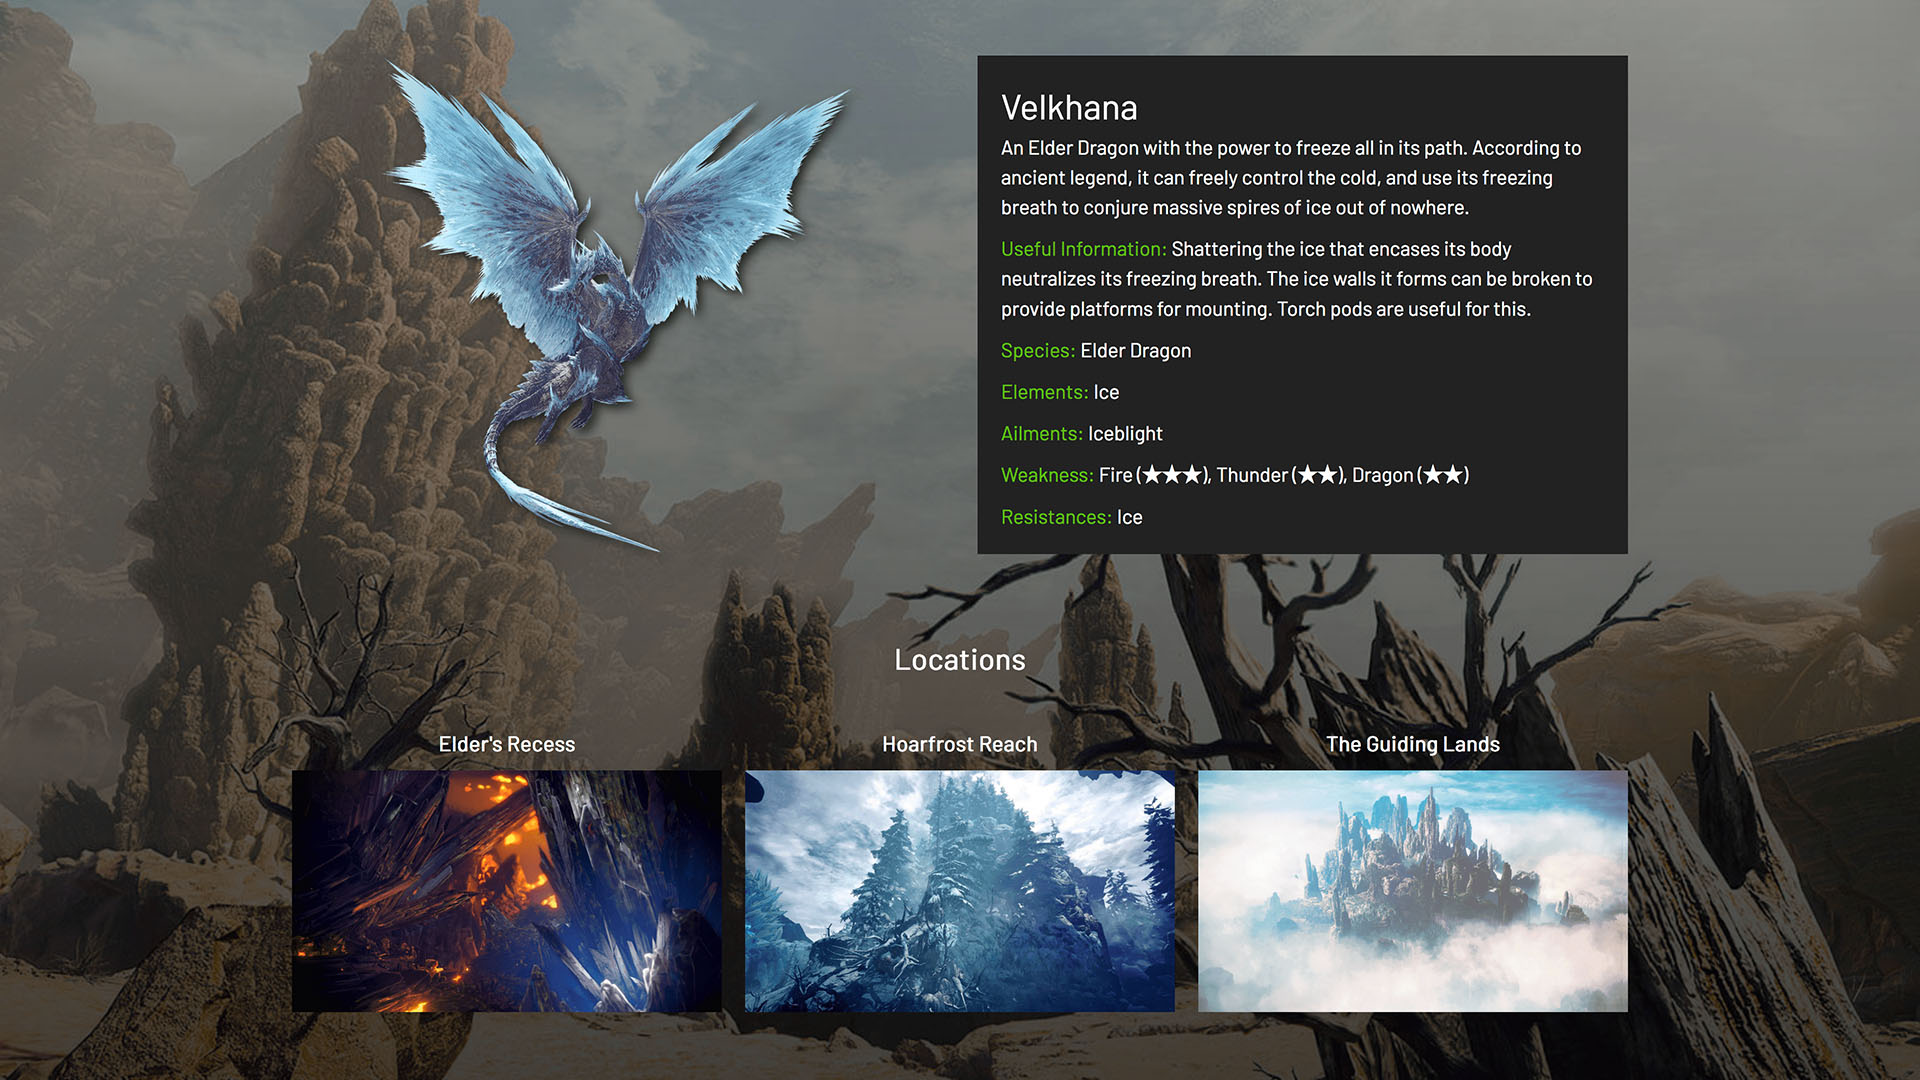 Velkhana
An Elder Dragon with the power to freeze all in its path. According to
ancient legend, it can freely control the cold, and use its freezing
breath to conjure massive spires of ice out of nowhere.
Useful Information: Shattering the ice that encases its body
neutralizes its freezing breath. The ice walls it forms can be broken to
provide platforms for mounting. Torch pods are useful for this.
Species: Elder Dragon
Elements: Ice
Ailments: Iceblight
Weakness: Fire (★★★), Thunder (★★), Dragon (★★)
Resistances: Ice
Locations
Elder's Recess
Hoarfrost Reach
The Guiding Lands